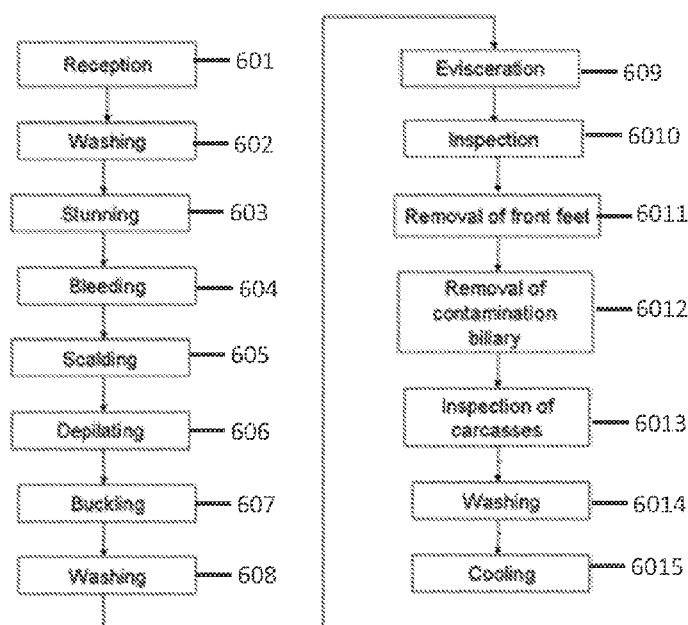 Reception 601
Washing 602
Stunning 603
Bleeding 604
Scalding 605
Depilating 606
Buckling 607
Washing 608
Evisceration 609
Inspection 6010
Removal of front feet 6011
Removal of
contamination
biliary 6012
Inspection of
carcasses 6013
Washing 6014
Cooling 6015